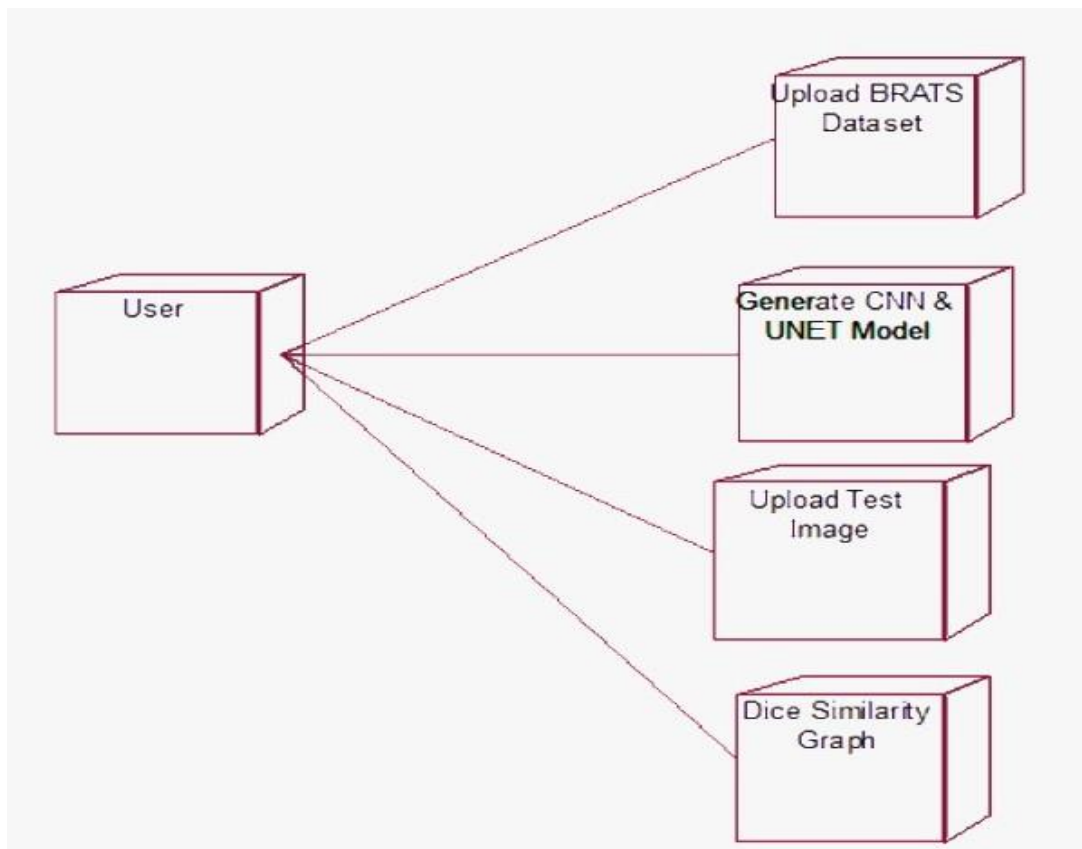 Upload BRATS
Dataset
User
Generate CNN &
UNET Model
Upload Test
Image
Dice Similarity
Graph